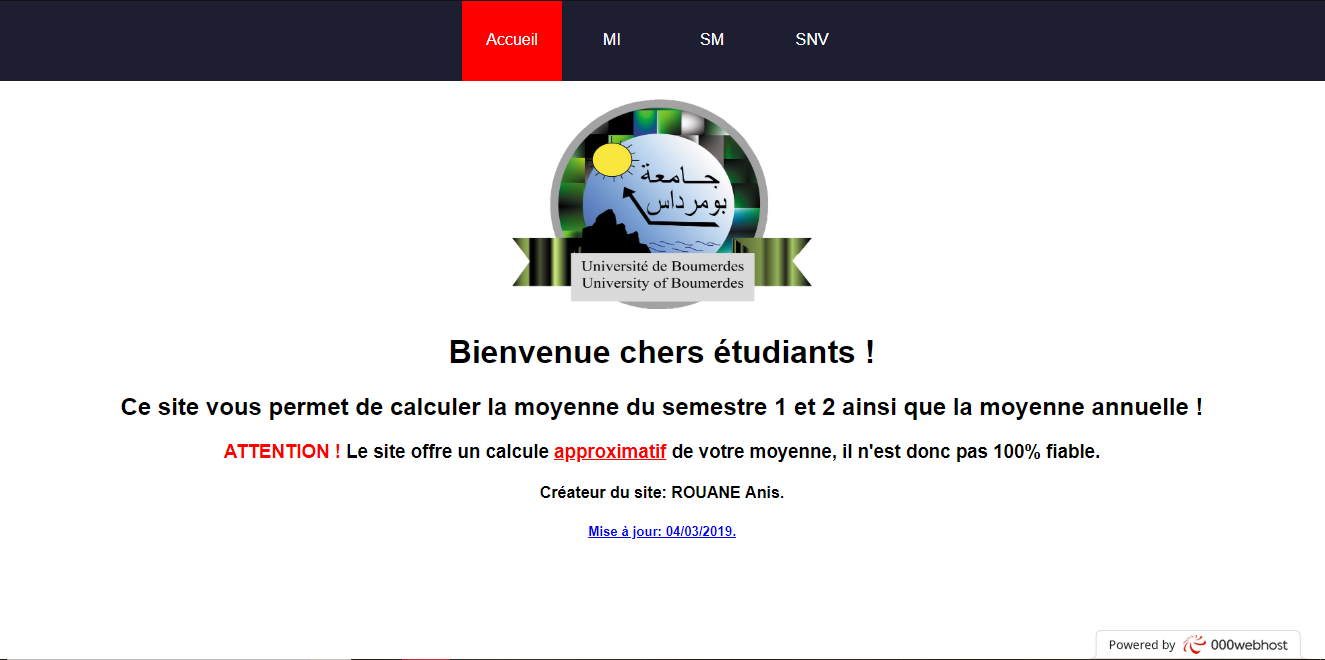 Accueil MI SM SNV
جامعة
بومرداس
Université de Boumerdes
University of Boumerdes
Bienvenue chers étudiants !
Ce site vous permet de calculer la moyenne du semestre 1 et 2 ainsi que la moyenne annuelle !
ATTENTION ! Le site offre un calcule approximatif de votre moyenne, il n'est donc pas 100% fiable.
Créateur du site: ROUANE Anis.
Mise à jour: 04/03/2019.
Powered by 000webhost